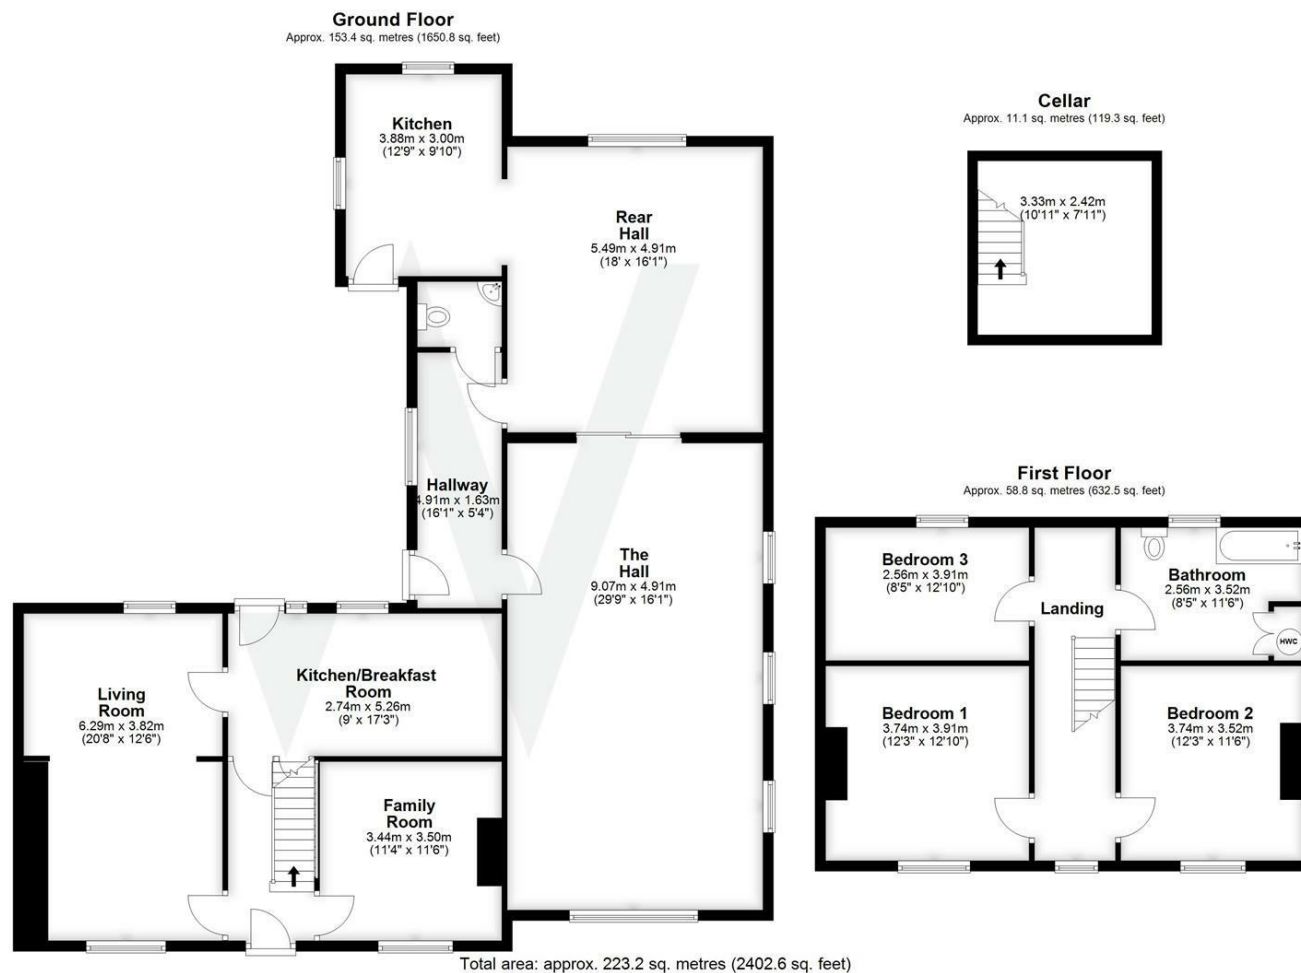 Ground Floor
Approx. 153.4 sq. metres (1650.8 sq. feet)
Kitchen
3.88m x 3.00m
(12'9" x 9'10")
Rear
Hall
5.49m x 4.91m
(18' x 16'1")
Hallway
4.91m x 1.63m
(16'1" x 5'4")
The
Hall
9.07m x 4.91m
(29'9" x 16'1")
Living
Room
6.29m x 3.82m
(20'8" x 12'6")
Kitchen/Breakfast
Room
2.74m x 5.26m
(9' x 17'3")
Family
Room
3.44m x 3.50m
(11'4" x 11'6")
Cellar
Approx. 11.1 sq. metres (119.3 sq. feet)
3.33m x 2.42m
(10'11" x 7'11")
First Floor
Approx. 58.8 sq. metres (632.5 sq. feet)
Bedroom 3
2.56m x 3.91m
(8'5" x 12'10")
Landing
Bathroom
2.56m x 3.52m
(8'5" x 11'6")
HWC
Bedroom 1
3.74m x 3.91m
(12'3" x 12'10")
Bedroom 2
3.74m x 3.52m
(12'3" x 11'6")
Total area: approx. 223.2 sq. metres (2402.6 sq. feet)